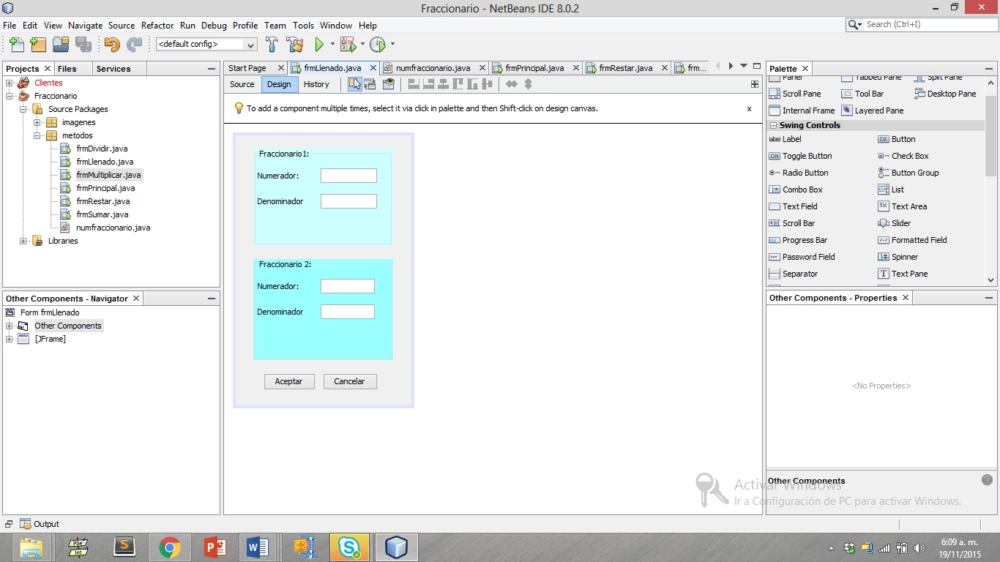 Fraccionario - NetBeans IDE 8.0.2
File Edit View Navigate Source Refactor Run Debug Profile Team Tools Window Help
Search (Ctrl+I)
<default config>
Projects Files Services
Clientes
Fraccionario
Source Packages
imagenes
metodos
frmDividir.java
frmLlenado.java
frmMultiplicar.java
frmPrincipal.java
frmRestar.java
frmSumar.java
numfraccionario.java
Libraries
Other Components - Navigator
Form frmLlenado
Other Components
[JFrame]
Start Page frmLlenado.java numfraccionario.java frmPrincipal.java frmRestar.java frm...
Source Design History
To add a component multiple times, select it via click in palette and then Shift-click on design canvas. x
Fraccionario1:
Numerador:
Denominador
Fraccionario 2:
Numerador:
Denominador
Aceptar Cancelar
Palette
Panel Tabbed Pane Split Pane
Scroll Pane Tool Bar Desktop Pane
Internal Frame Layered Pane
Swing Controls
label Label OK Button
ON Toggle Button Check Box
Radio Button Button Group
Combo Box List
Text Field Text Area
Scroll Bar Slider
Progress Bar Formatted Field
Password Field Spinner
Separator T Text Pane
Other Components - Properties
<No Properties>
Other Components
Activar Windows
Ir a Configuración de PC para activar Windows.
Output
PSe
Int
6:09 a. m.
19/11/2015